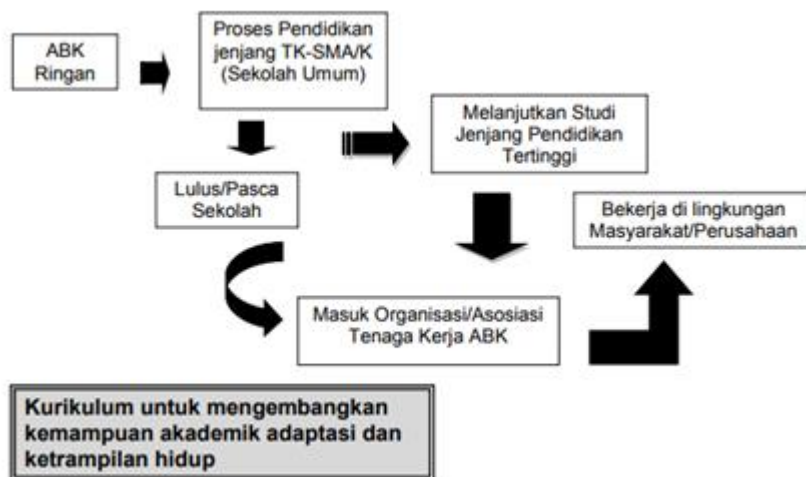 ABK
Ringan
Proses Pendidikan
jenjang TK-SMA/K
(Sekolah Umum)
Melanjutkan Studi
Jenjang Pendidikan
Tertinggi
Lulus/Pasca
Sekolah
Bekerja di lingkungan
Masyarakat/Perusahaan
Masuk Organisasi/Asosiasi
Tenaga Kerja ABK
Kurikulum untuk mengembangkan
kemampuan akademik adaptasi dan
ketrampilan hidup